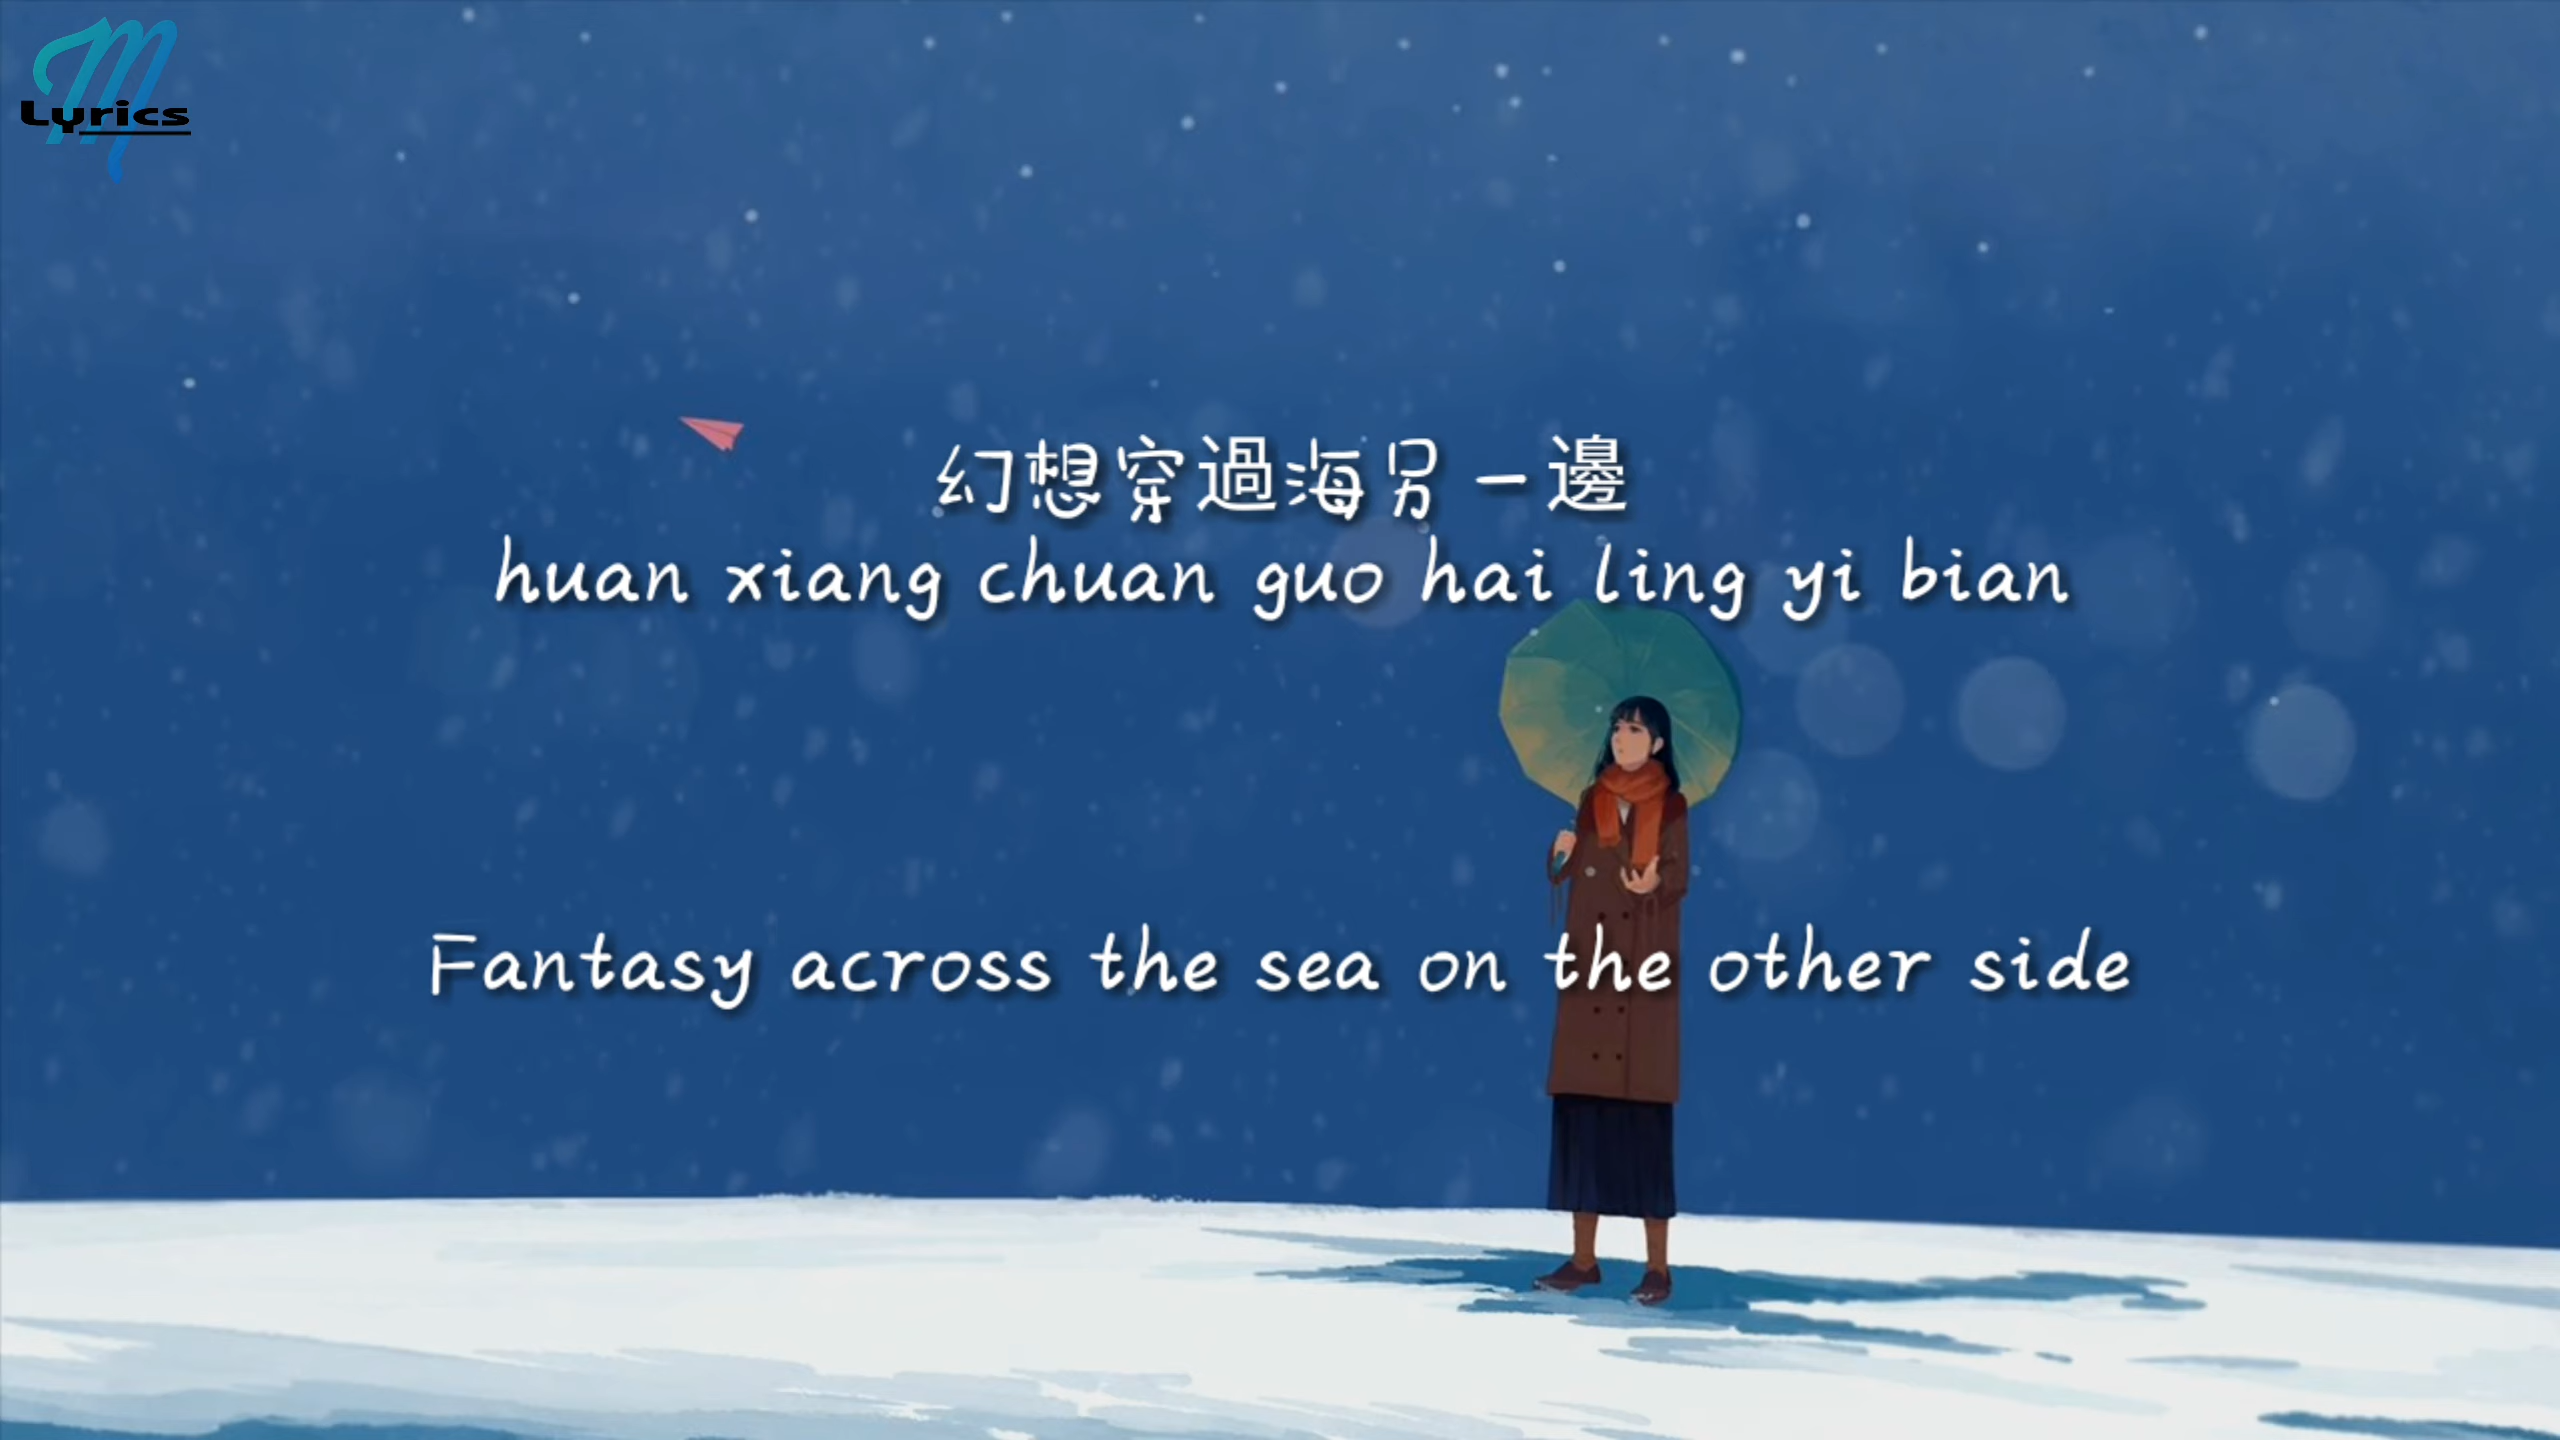 M
Lyrics
幻想穿過海另一邊
huan xiang chuan guo hai ling yi bian
Fantasy across the sea on the other side